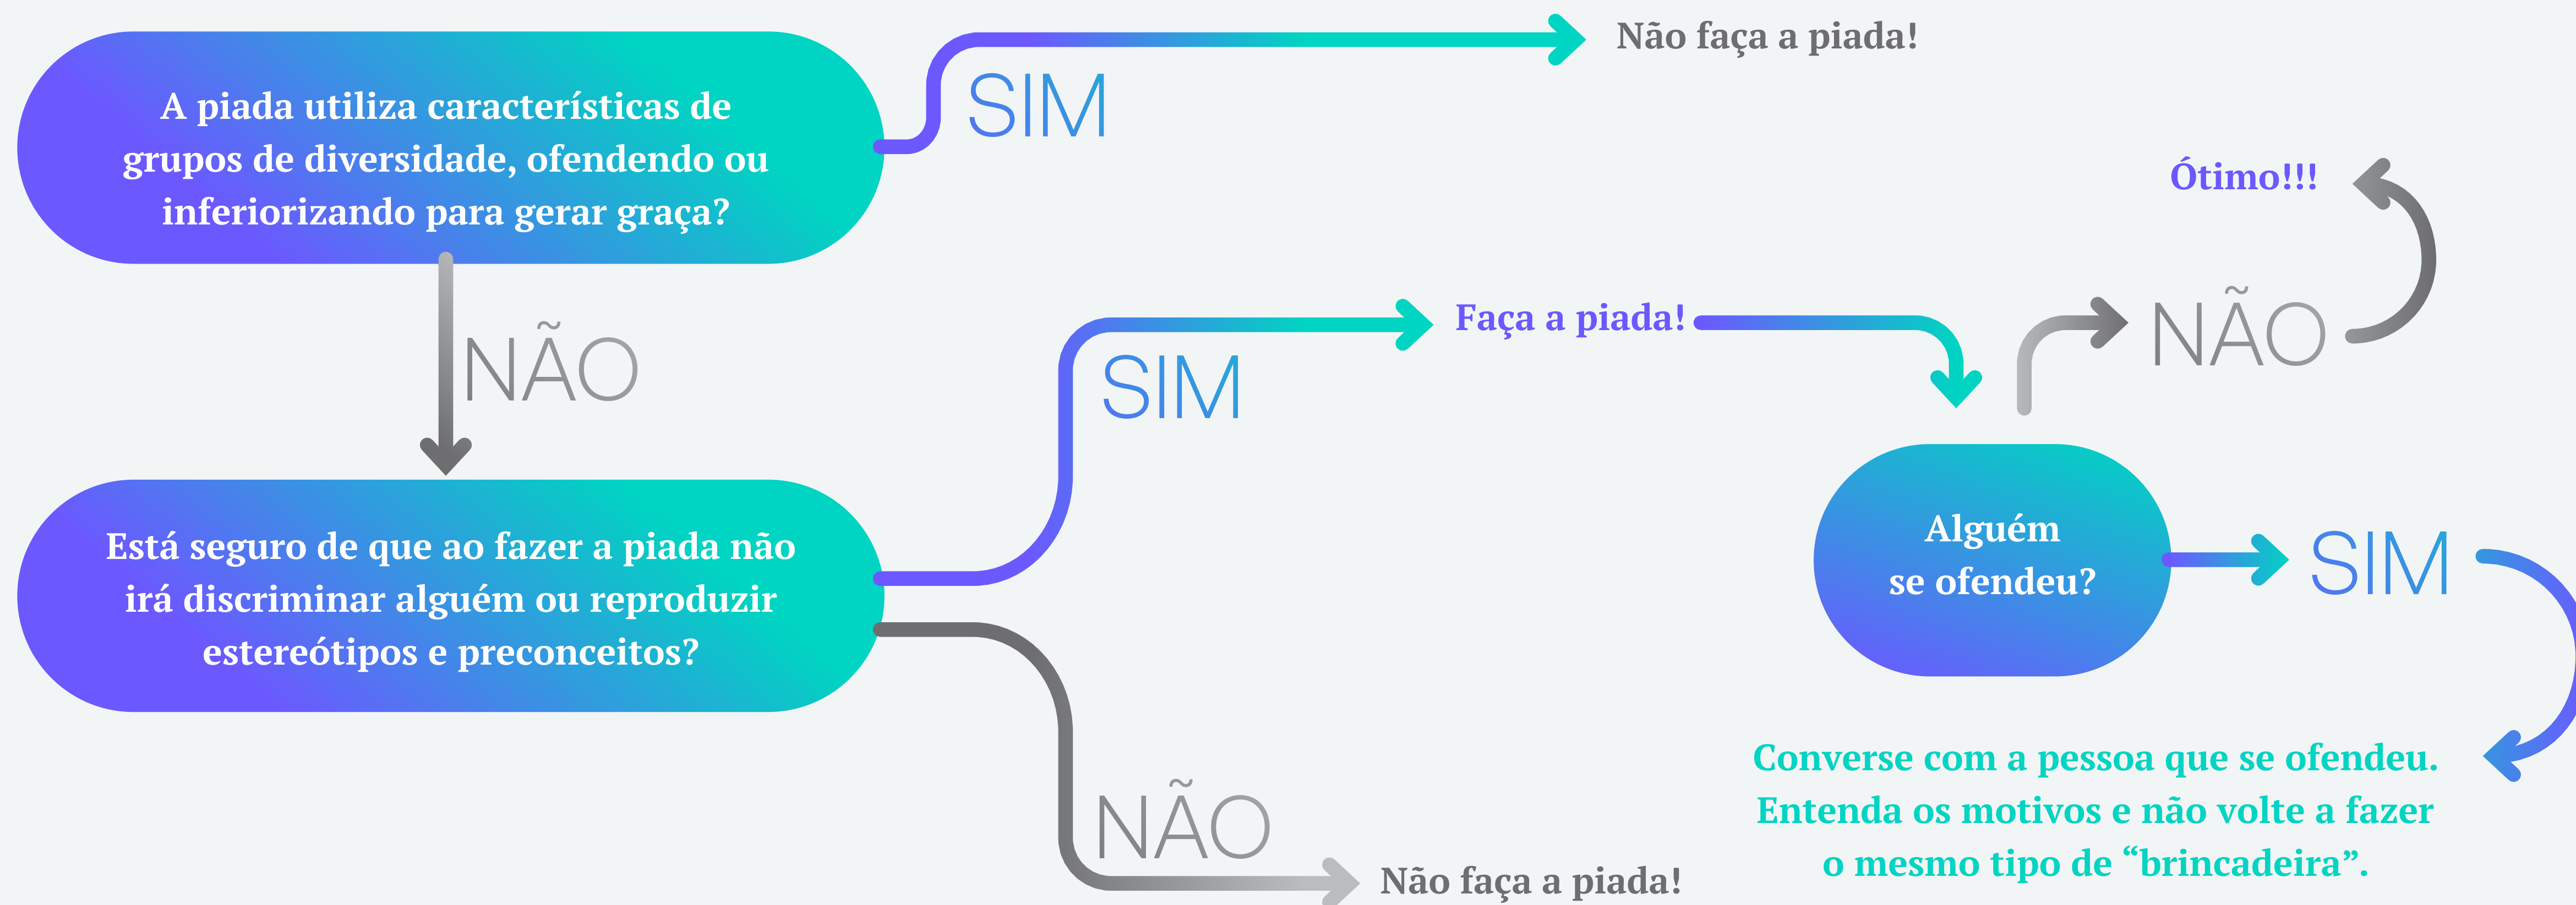 A piada utiliza características de
grupos de diversidade, ofendendo ou
inferiorizando para gerar graça?
SIM
Não faça a piada!
NÃO
Está seguro de que ao fazer a piada não
irá discriminar alguém ou reproduzir
estereótipos e preconceitos?
SIM
Faça a piada!
NÃO
Não faça a piada!
Alguém
se ofendeu?
NÃO
Ótimo!!!
SIM
Converse com a pessoa que se ofendeu.
Entenda os motivos e não volte a fazer
o mesmo tipo de “brincadeira”.